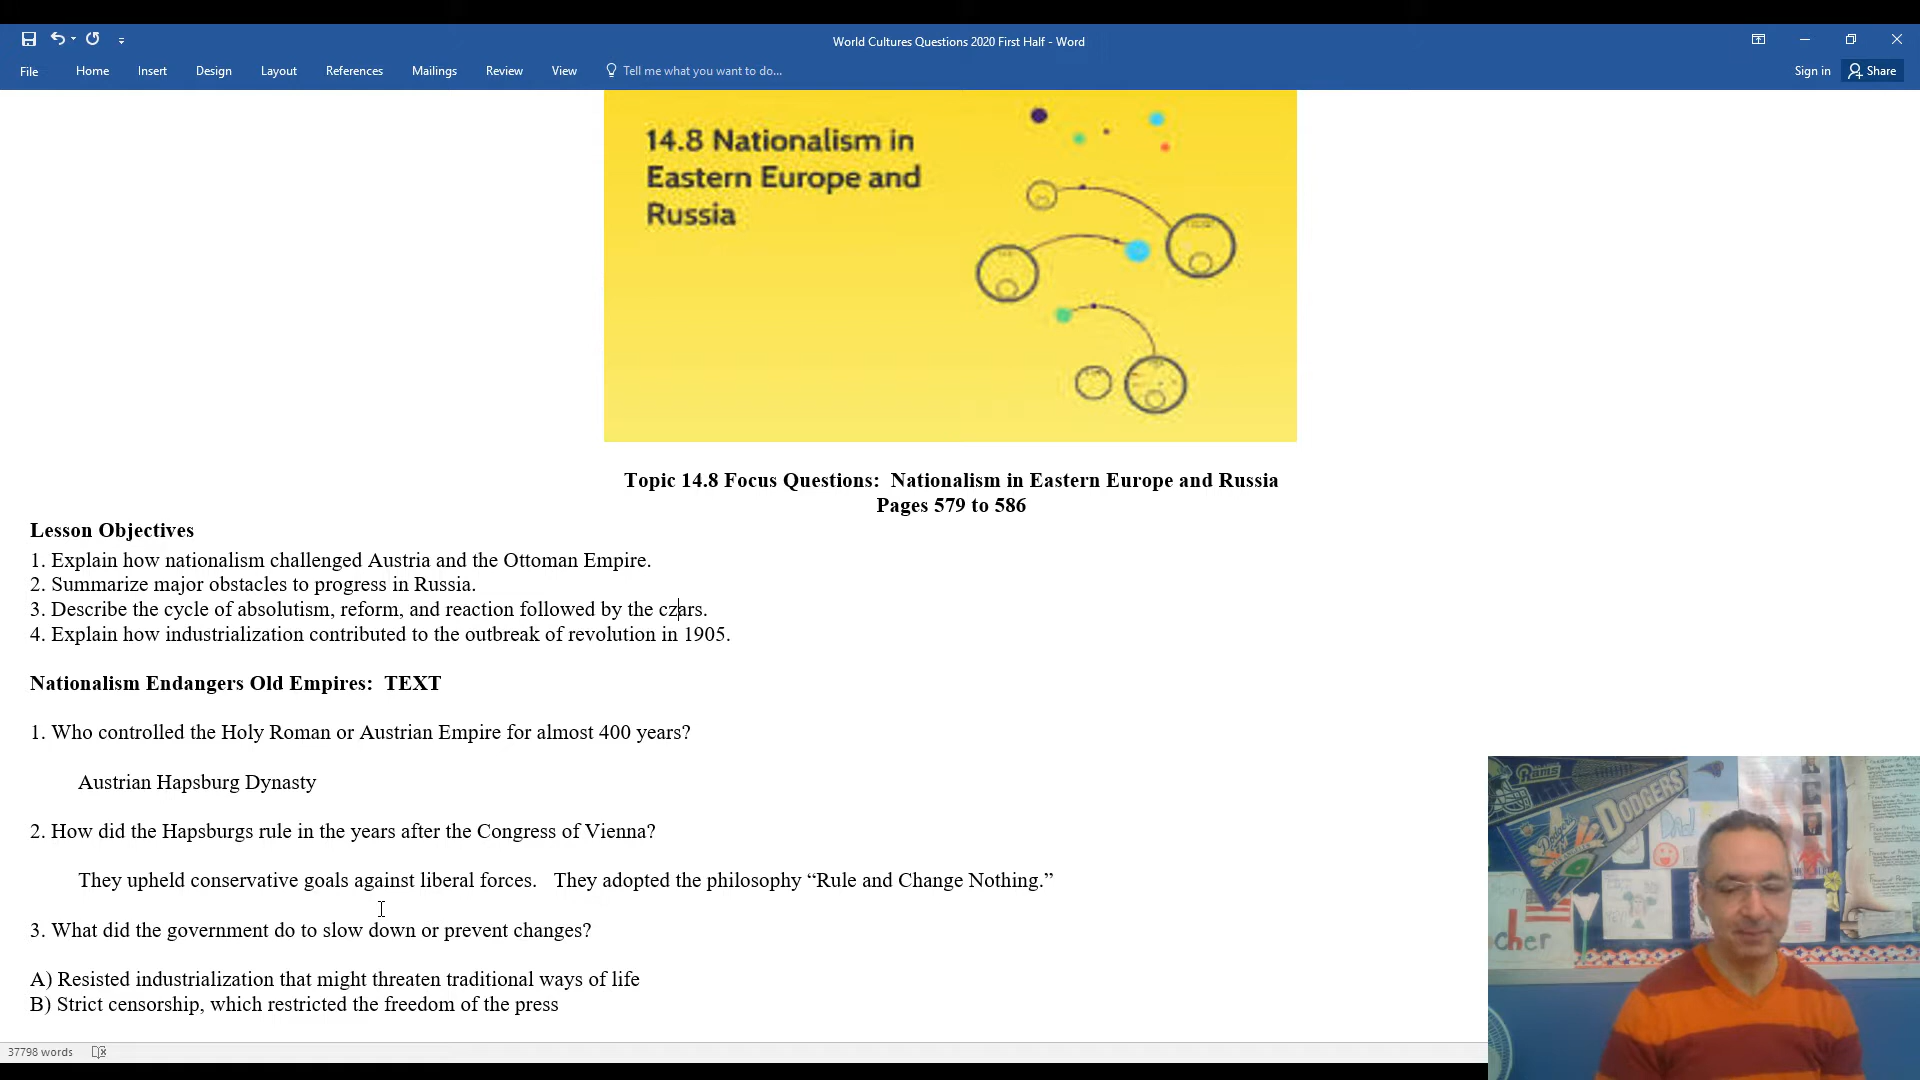 World Cultures Questions 2020 First Half - Word
File Home Insert Design Layout References Mailings Review View Tell me what you want to do... Sign in Share
14.8 Nationalism in
Eastern Europe and
Russia
Topic 14.8 Focus Questions:  Nationalism in Eastern Europe and Russia
Pages 579 to 586
Lesson Objectives
1. Explain how nationalism challenged Austria and the Ottoman Empire.
2. Summarize major obstacles to progress in Russia.
3. Describe the cycle of absolutism, reform, and reaction followed by the czars.
4. Explain how industrialization contributed to the outbreak of revolution in 1905.
Nationalism Endangers Old Empires:  TEXT
1. Who controlled the Holy Roman or Austrian Empire for almost 400 years?
Austrian Hapsburg Dynasty
2. How did the Hapsburgs rule in the years after the Congress of Vienna?
They upheld conservative goals against liberal forces.   They adopted the philosophy “Rule and Change Nothing.”
3. What did the government do to slow down or prevent changes?
A) Resisted industrialization that might threaten traditional ways of life
B) Strict censorship, which restricted the freedom of the press
37798 words
Rams
Dodgers
DODGERS
Dad
cher